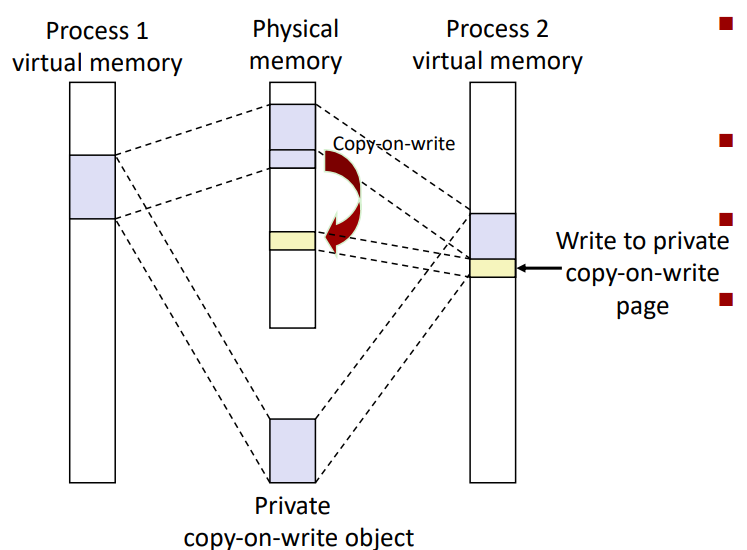 Process 1
virtual memory
Physical
memory
Process 2
virtual memory
Copy-on-write
Write to private
copy-on-write
page
Private
copy-on-write object